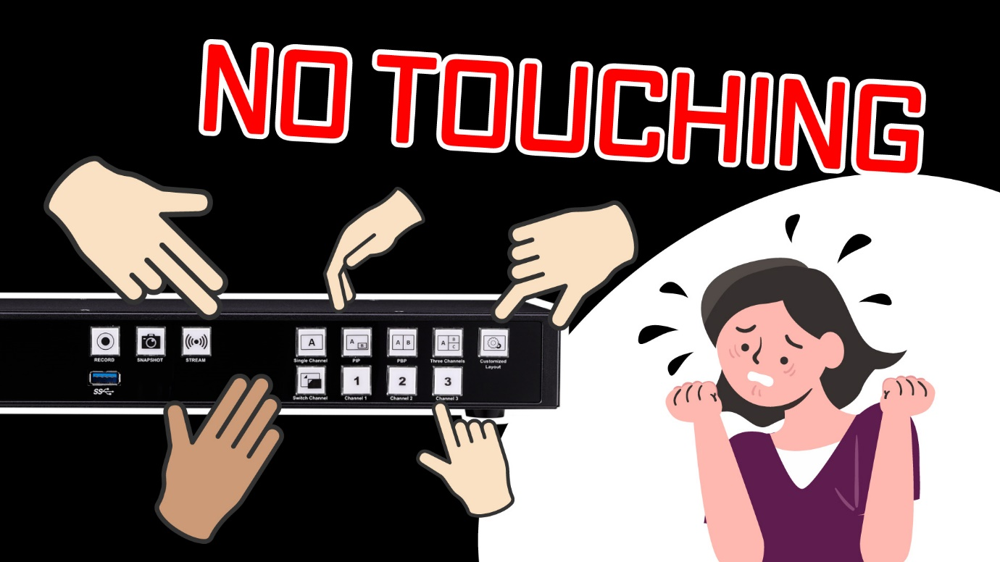 NO TOUCHING
RECORD SNAPSHOT STREAM
A A B A B A B C
Single Channel PIP PBP Three Channels Customized Layout
SS
1 2 3
Switch Channel Channel 1 Channel 2 Channel 3